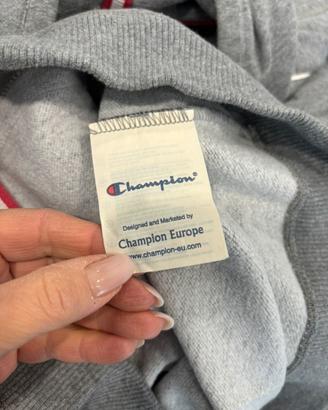 Champion®
Designed and Marketed by
Champion Europe
www.champion-eu.com